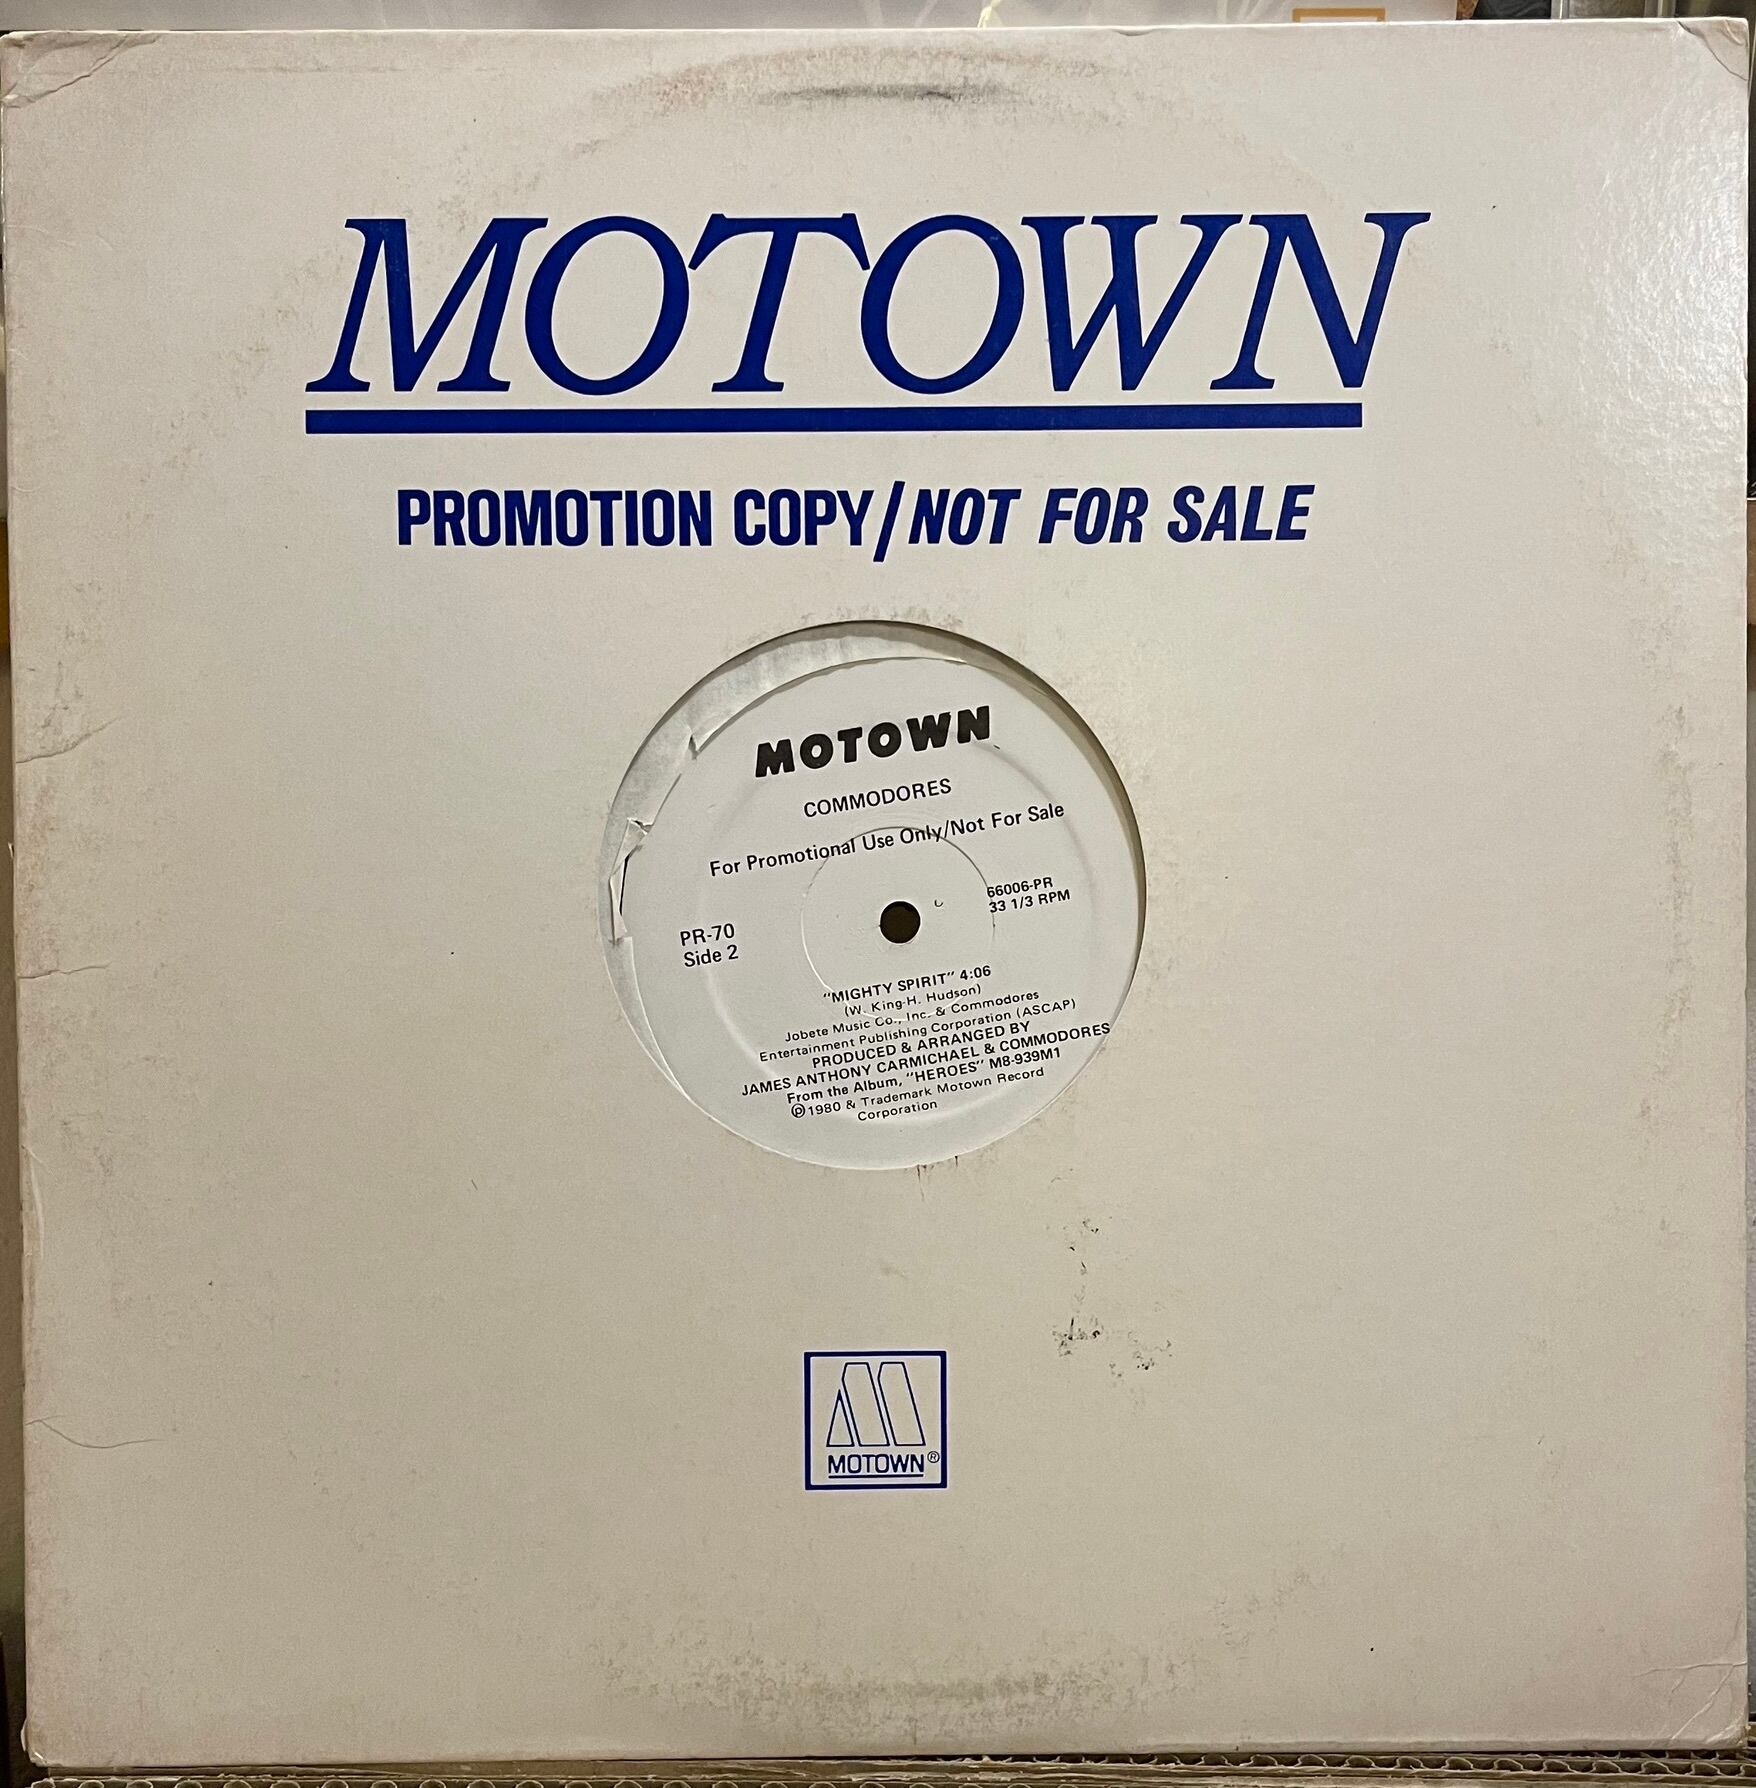 MOTOWN
PROMOTION COPY/NOT FOR SALE
MOTOWN
COMMODORES
For Promotional Use Only/Not For Sale
66006-PR
33 1/3 RPM
PR-70
Side 2
"MIGHTY SPIRIT" 4:06
(W. King-H. Hudson)
Jobete Music Co., Inc. & Commodores
Entertainment Publishing Corporation (ASCAP)
PRODUCED & ARRANGED BY
JAMES ANTHONY CARMICHAEL & COMMODORES
From the Album, "HEROES" M8-939M1
℗1980 & Trademark Motown Record
Corporation
MOTOWN®